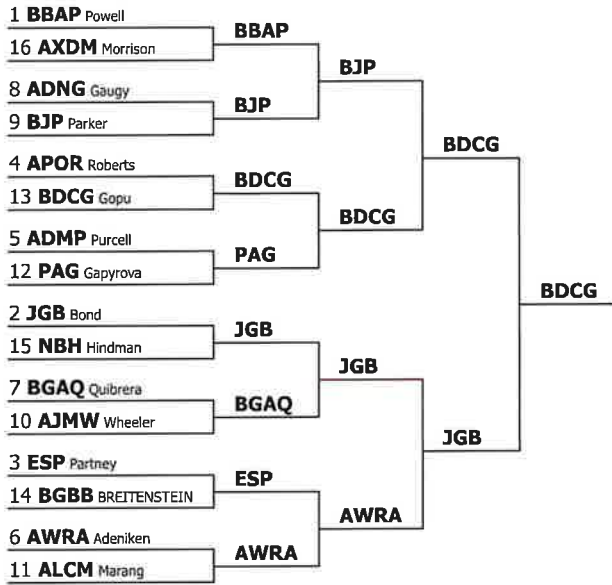 1 BBAP Powell
16 AXDM Morrison
8 ADNG Gaugy
9 BJP Parker
4 APOR Roberts
13 BDCG Gopu
5 ADMP Purcell
12 PAG Gapyrova
2 JGB Bond
15 NBH Hindman
7 BGAQ Quibrera
10 AJMW Wheeler
3 ESP Partney
14 BGBB BREITENSTEIN
6 AWRA Adeniken
11 ALCM Marang
BBAP
BJP
BDCG
PAG
JGB
BGAQ
ESP
AWRA
BJP
BDCG
JGB
AWRA
BDCG
JGB
BDCG